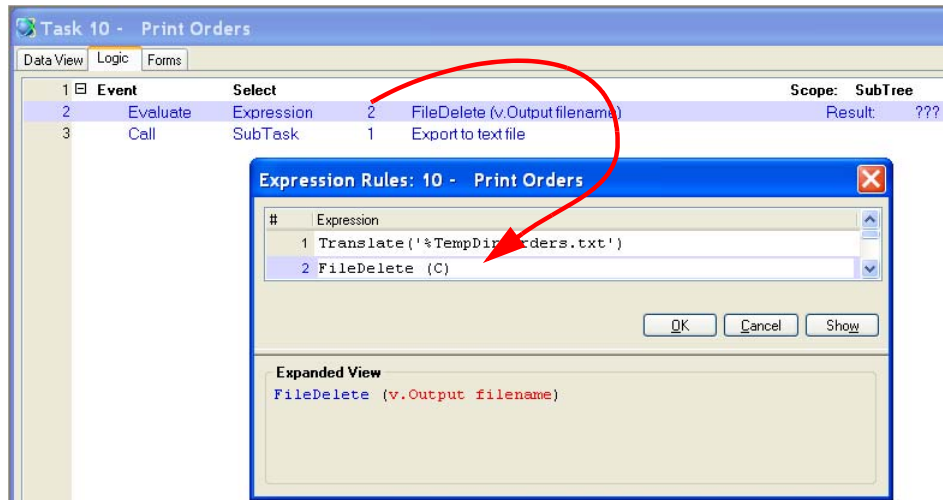 Task 10 - Print Orders
Data View Logic Forms
1 Event Select Scope: SubTree
2 Evaluate Expression 2 FileDelete (v.Output filename) Result: ???
3 Call SubTask 1 Export to text file
Expression Rules: 10 - Print Orders
# Expression
1 Translate('%TempDir
2 FileDelete (C)
OK Cancel Show
Expanded View
FileDelete (v.Output filename)